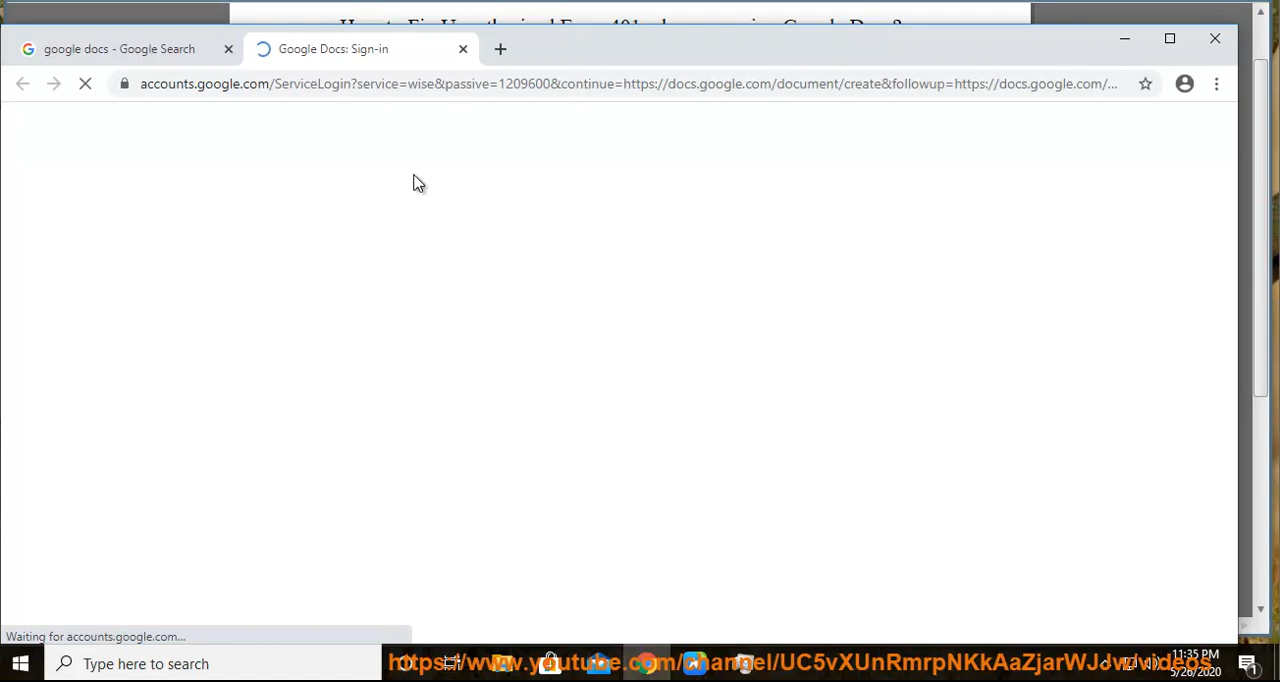 google docs - Google Search
Google Docs: Sign-in
accounts.google.com/ServiceLogin?service=wise&passive=1209600&continue=https://docs.google.com/document/create&followup=https://docs.google.com/...
Waiting for accounts.google.com...
Type here to search
https://www.youtube.com/channel/UC5vXUnRmrpNKkAaZjarWJJw/videos
11:35 PM
5/26/2020
1